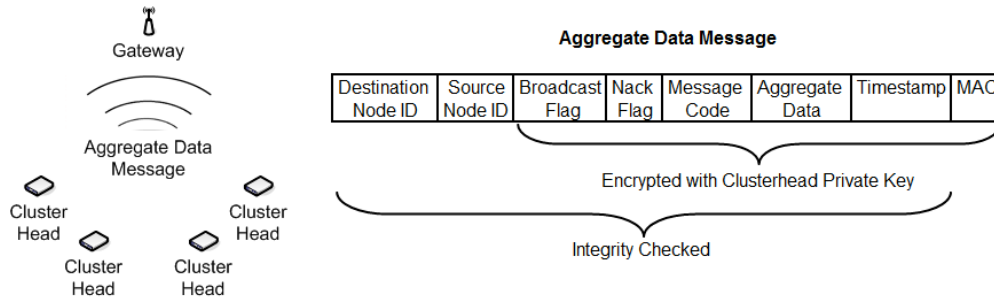 Gateway
Aggregate Data
Message
Cluster
Head
Cluster
Head
Cluster
Head
Cluster
Head
Aggregate Data Message
Destination Node ID
Source Node ID
Broadcast Flag
Nack Flag
Message Code
Aggregate Data
Timestamp
MAC
Encrypted with Clusterhead Private Key
Integrity Checked